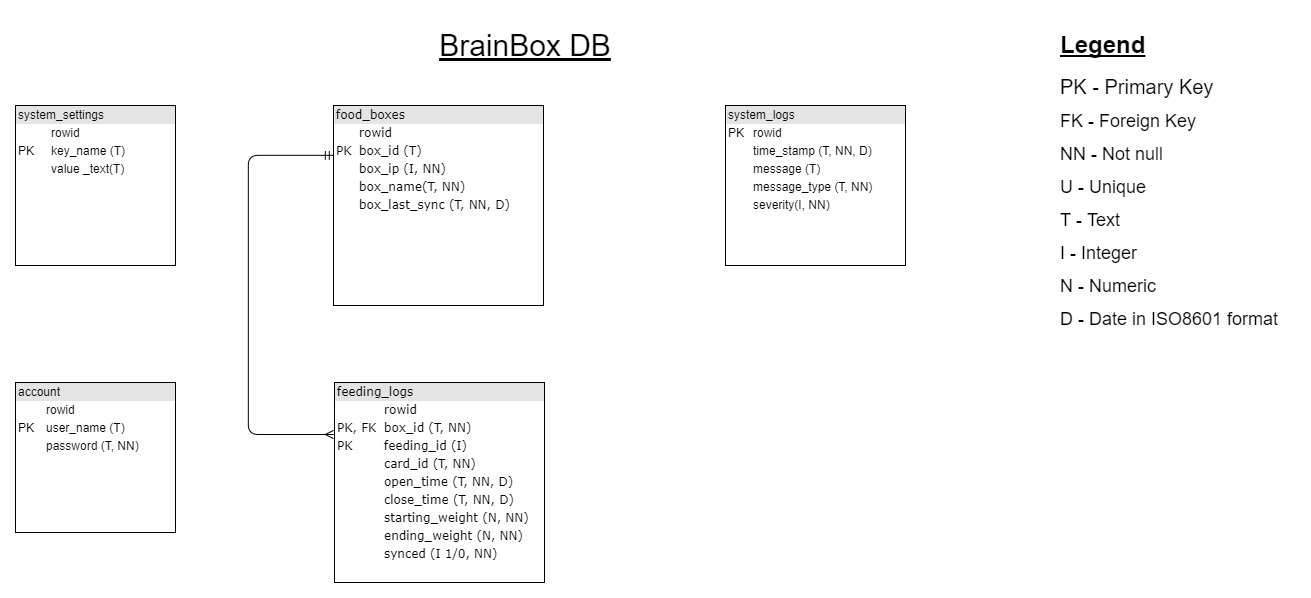 BrainBox DB
Legend
PK - Primary Key
FK - Foreign Key
NN - Not null
U - Unique
T - Text
I - Integer
N - Numeric
D - Date in ISO8601 format
system_settings
rowid
PK key_name (T)
value _text(T)
food_boxes
rowid
PK box_id (T)
box_ip (I, NN)
box_name(T, NN)
box_last_sync (T, NN, D)
system_logs
PK rowid
time_stamp (T, NN, D)
message (T)
message_type (T, NN)
severity(I, NN)
account
rowid
PK user_name (T)
password (T, NN)
feeding_logs
rowid
PK, FK box_id (T, NN)
PK feeding_id (I)
card_id (T, NN)
open_time (T, NN, D)
close_time (T, NN, D)
starting_weight (N, NN)
ending_weight (N, NN)
synced (I 1/0, NN)